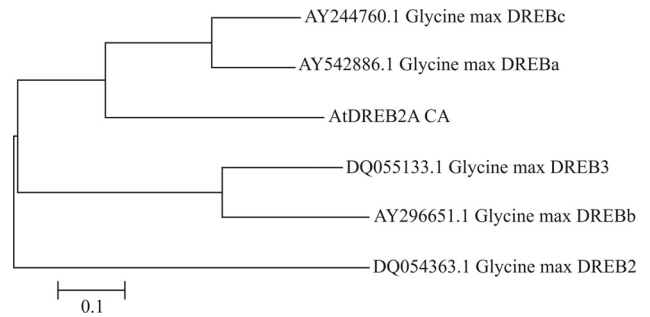 AY244760.1 Glycine max DREBc
AY542886.1 Glycine max DREBa
AtDREB2A CA
DQ055133.1 Glycine max DREB3
AY296651.1 Glycine max DREBb
DQ054363.1 Glycine max DREB2
0.1